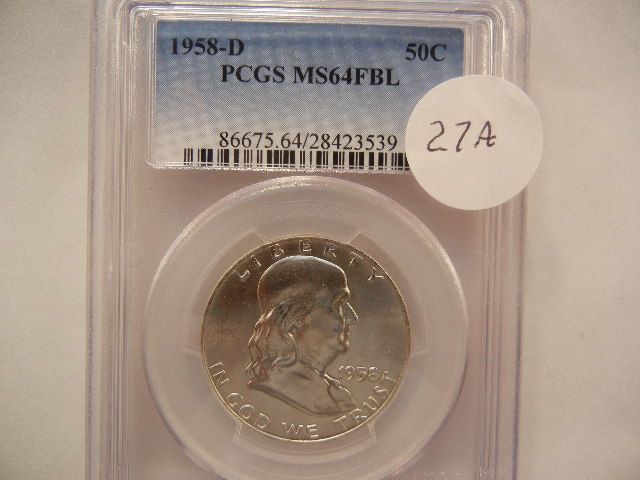 1958-D 50C
PCGS MS64FBL
86675.64/28423539
27A
LIBERTY
1958
IN GOD WE TRUST